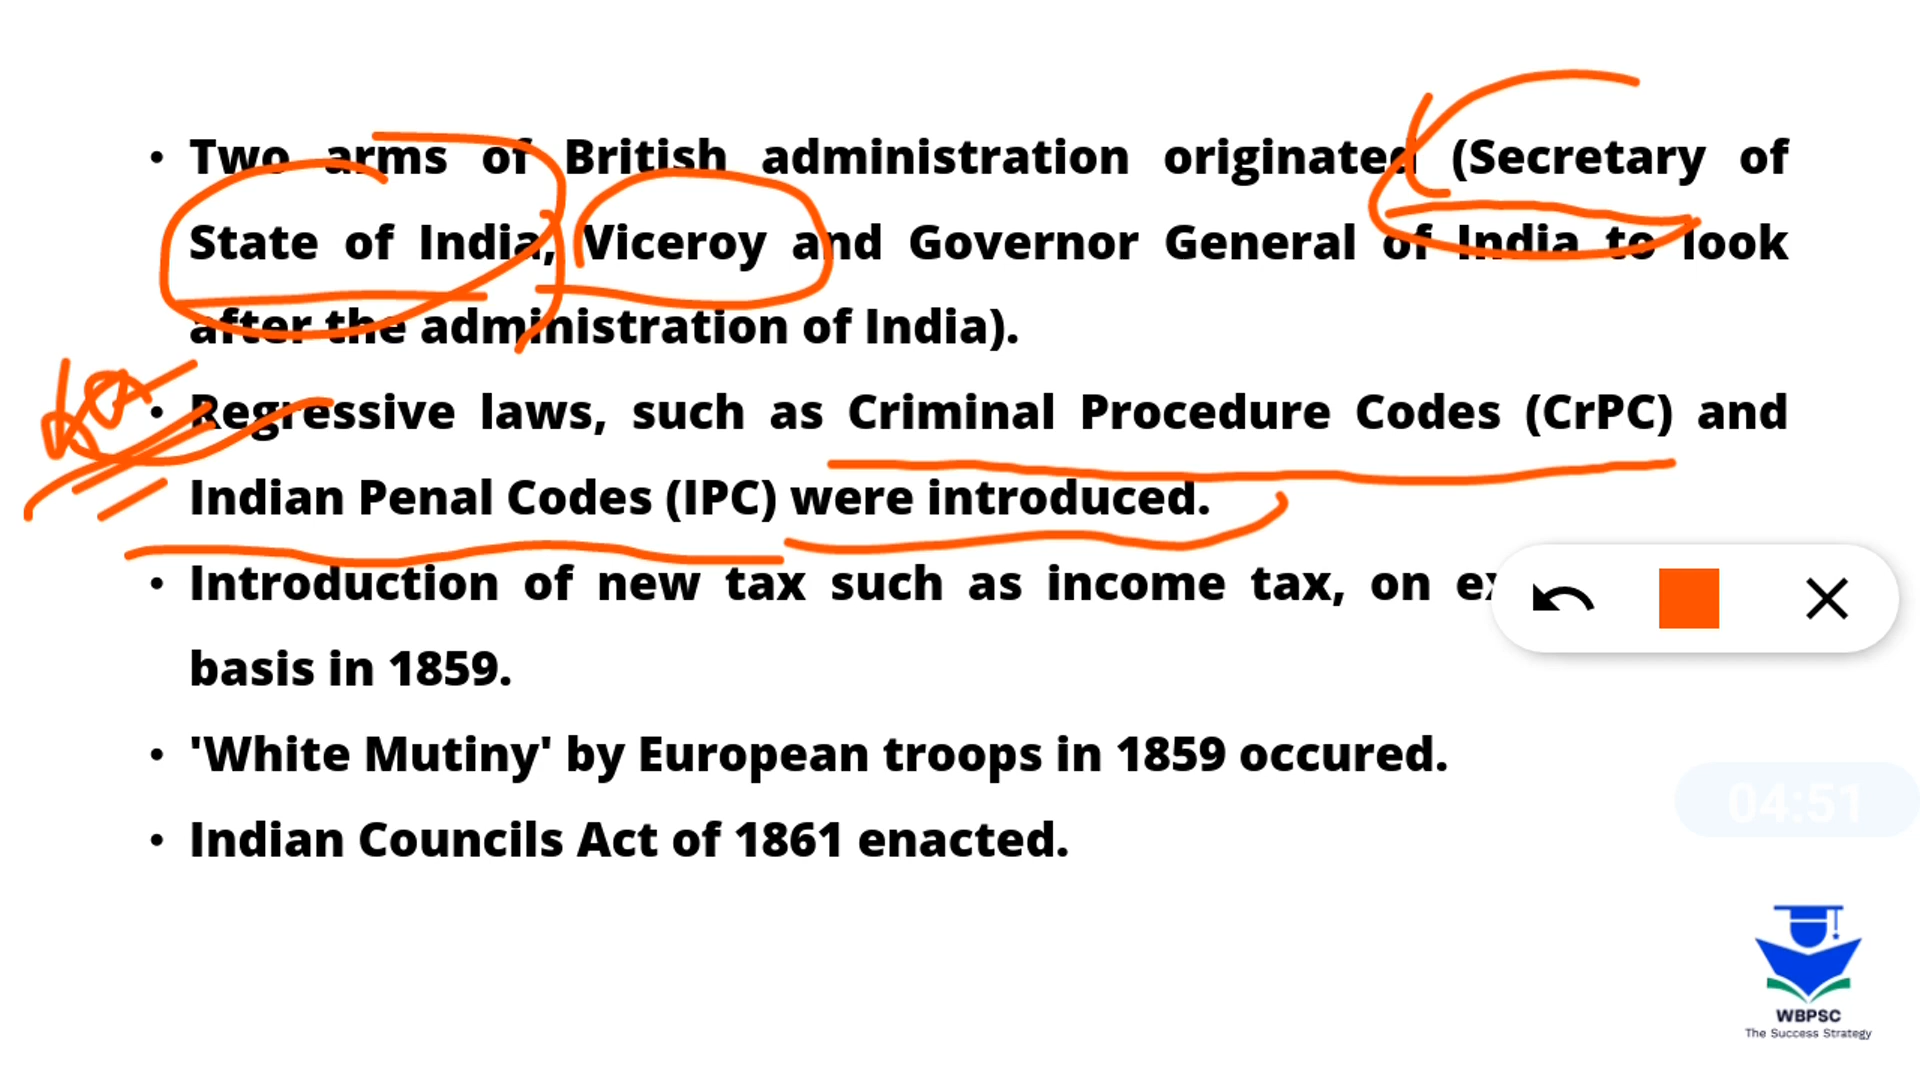 • Two arms of British administration originated (Secretary of
State of India, Viceroy and Governor General of India to look
after the administration of India).
• Regressive laws, such as Criminal Procedure Codes (CrPC) and
Indian Penal Codes (IPC) were introduced.
• Introduction of new tax such as income tax, on
basis in 1859.
• 'White Mutiny' by European troops in 1859 occured.
04:51
• Indian Councils Act of 1861 enacted.
WBPSC
The Success Strategy